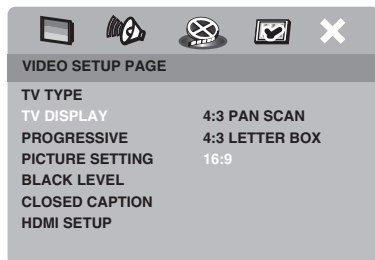 VIDEO SETUP PAGE
TV TYPE
TV DISPLAY 4:3 PAN SCAN
PROGRESSIVE 4:3 LETTER BOX
PICTURE SETTING 16:9
BLACK LEVEL
CLOSED CAPTION
HDMI SETUP